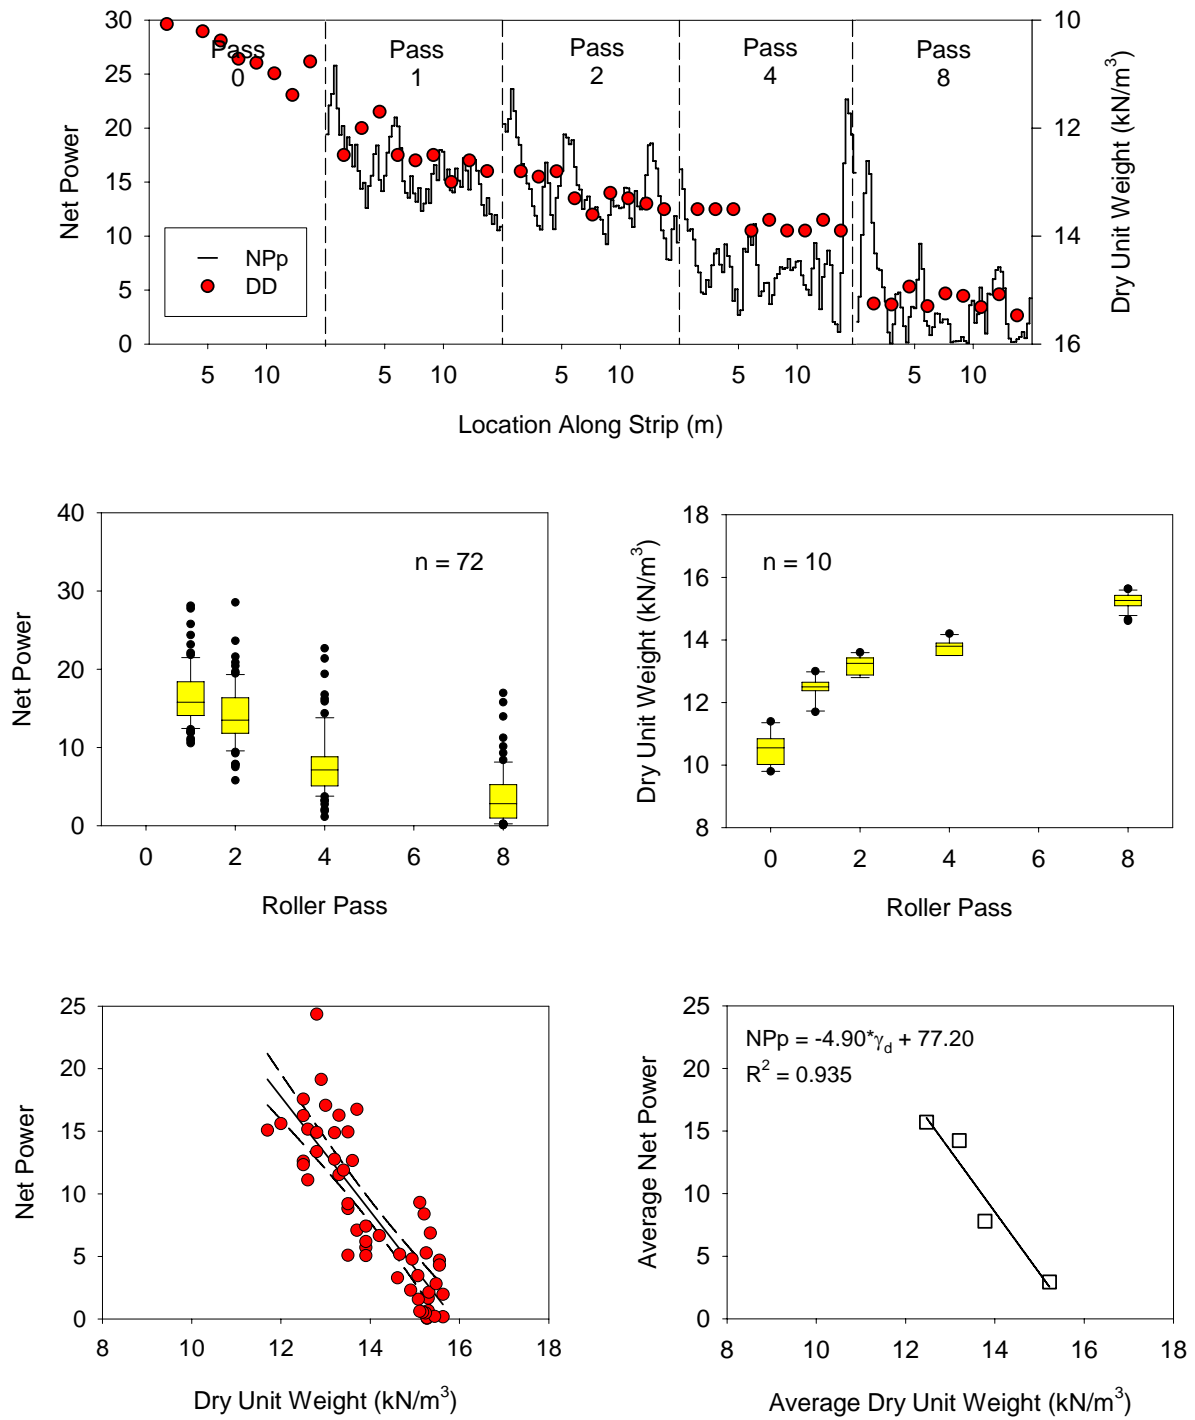 30
25
20
15
10
5
0
Net Power
Pass
0
Pass
1
Pass
2
Pass
4
Pass
8
NPp
DD
10
12
14
16
Dry Unit Weight (kN/m³)
5 10 5 10 5 10 5 10 5 10
Location Along Strip (m)
40
30
20
10
0
Net Power
n = 72
0 2 4 6 8
Roller Pass
18
16
14
12
10
8
Dry Unit Weight (kN/m³)
n = 10
0 2 4 6 8
Roller Pass
25
20
15
10
5
0
Net Power
8 10 12 14 16 18
Dry Unit Weight (kN/m³)
25
20
15
10
5
0
Average Net Power
NPp = -4.90*γd + 77.20
R² = 0.935
8 10 12 14 16 18
Average Dry Unit Weight (kN/m³)